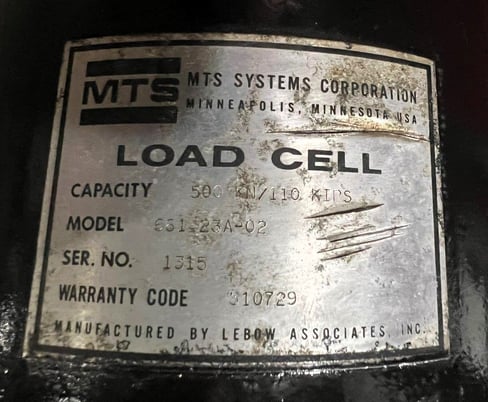 MTS MTS SYSTEMS CORPORATION
MINNEAPOLIS, MINNESOTA USA
LOAD CELL
CAPACITY 500 KN/110 KIPS
MODEL 661.23A-02
SER. NO. 1315
WARRANTY CODE 310729
MANUFACTURED BY LEBOW ASSOCIATES, INC.